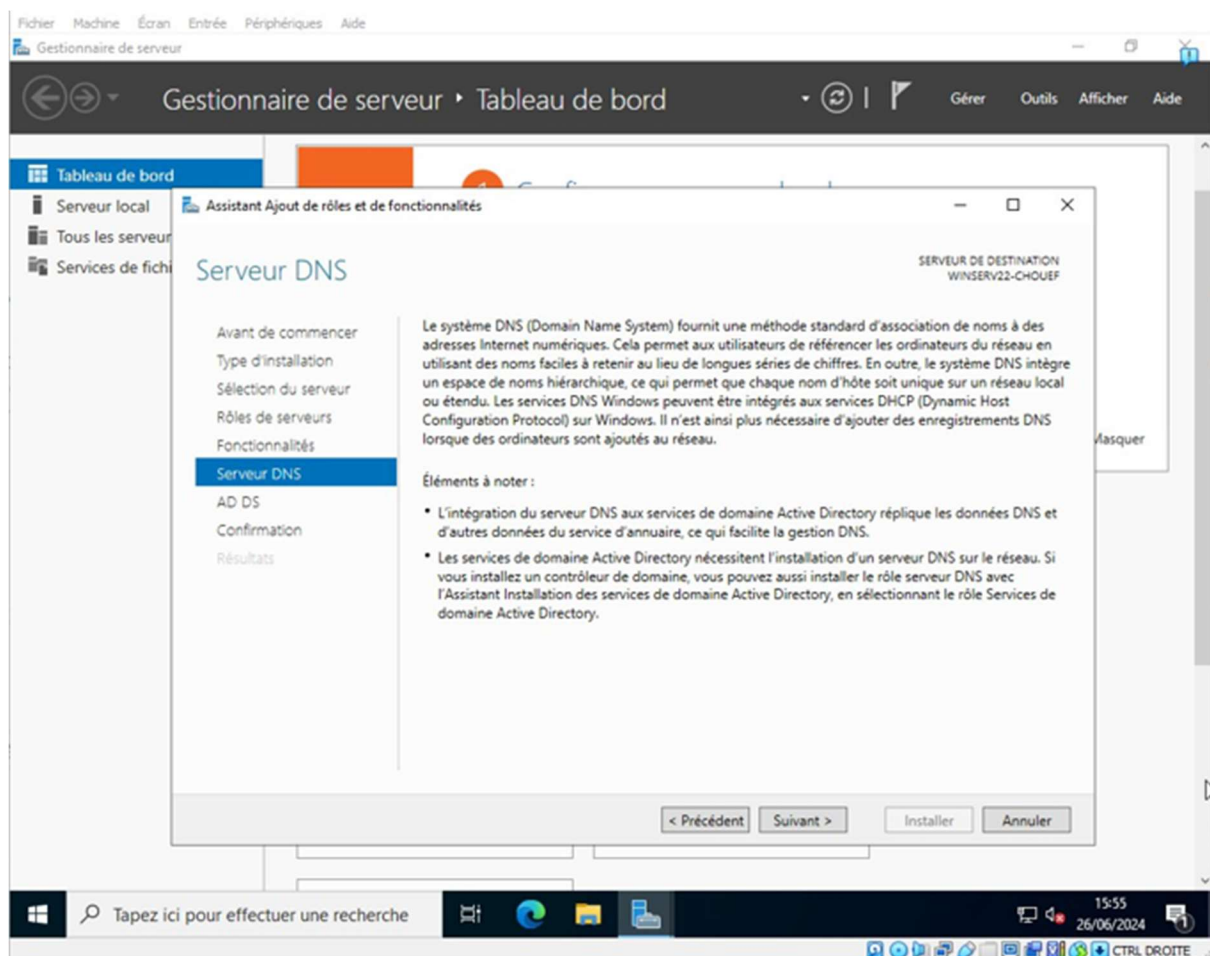 Fichier Machine Écran Entrée Périphériques Aide
Gestionnaire de serveur
Gestionnaire de serveur ‣ Tableau de bord
Gérer Outils Afficher Aide
Tableau de bord
Serveur local
Tous les serveur
Services de fichi
Assistant Ajout de rôles et de fonctionnalités
Serveur DNS
SERVEUR DE DESTINATION
WINSERV22-CHOUEF
Avant de commencer
Type d'installation
Sélection du serveur
Rôles de serveurs
Fonctionnalités
Serveur DNS
AD DS
Confirmation
Résultats
Le système DNS (Domain Name System) fournit une méthode standard d'association de noms à des
adresses Internet numériques. Cela permet aux utilisateurs de référencer les ordinateurs du réseau en
utilisant des noms faciles à retenir au lieu de longues séries de chiffres. En outre, le système DNS intègre
un espace de noms hiérarchique, ce qui permet que chaque nom d'hôte soit unique sur un réseau local
ou étendu. Les services DNS Windows peuvent être intégrés aux services DHCP (Dynamic Host
Configuration Protocol) sur Windows. Il n'est ainsi plus nécessaire d'ajouter des enregistrements DNS
lorsque des ordinateurs sont ajoutés au réseau.
Éléments à noter :
• L'intégration du serveur DNS aux services de domaine Active Directory réplique les données DNS et
d'autres données du service d'annuaire, ce qui facilite la gestion DNS.
• Les services de domaine Active Directory nécessitent l'installation d'un serveur DNS sur le réseau. Si
vous installez un contrôleur de domaine, vous pouvez aussi installer le rôle serveur DNS avec
l'Assistant Installation des services de domaine Active Directory, en sélectionnant le rôle Services de
domaine Active Directory.
Masquer
< Précédent Suivant > Installer Annuler
Tapez ici pour effectuer une recherche
15:55
26/06/2024
1
CTRL DROITE